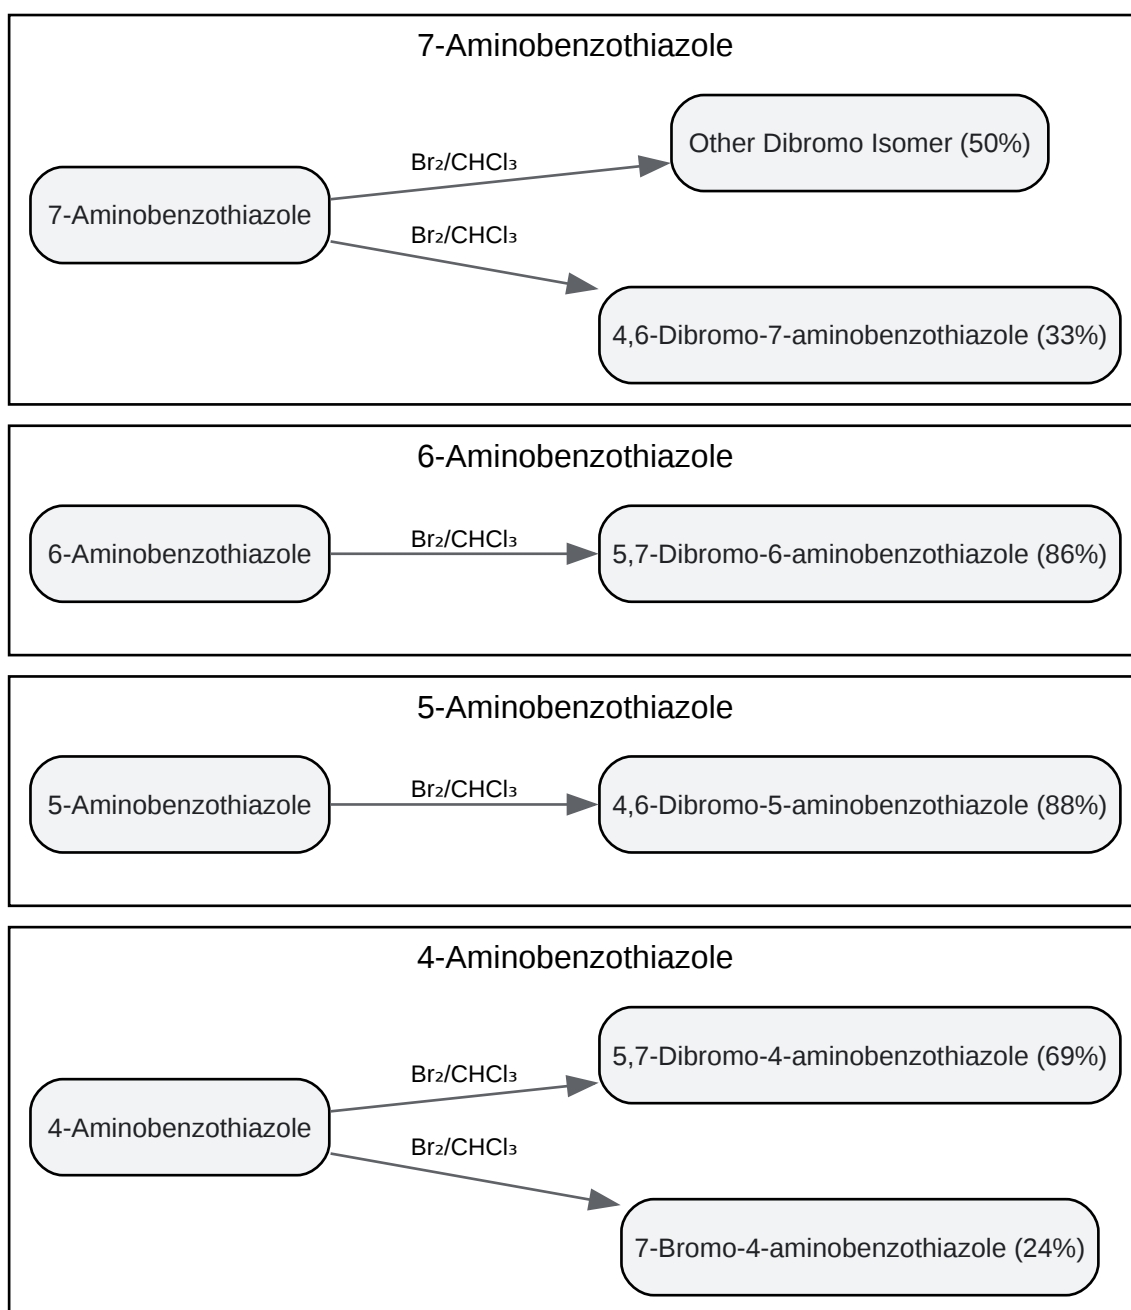 7-Aminobenzothiazole
Other Dibromo Isomer (50%)
Br₂/CHCl₃
7-Aminobenzothiazole
Br₂/CHCl₃
4,6-Dibromo-7-aminobenzothiazole (33%)
6-Aminobenzothiazole
6-Aminobenzothiazole
Br₂/CHCl₃
5,7-Dibromo-6-aminobenzothiazole (86%)
5-Aminobenzothiazole
5-Aminobenzothiazole
Br₂/CHCl₃
4,6-Dibromo-5-aminobenzothiazole (88%)
4-Aminobenzothiazole
5,7-Dibromo-4-aminobenzothiazole (69%)
Br₂/CHCl₃
4-Aminobenzothiazole
Br₂/CHCl₃
7-Bromo-4-aminobenzothiazole (24%)